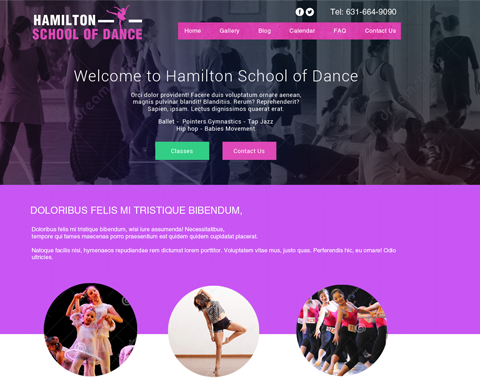 HAMILTON
SCHOOL OF DANCE
Tel: 631-664-9090
Home Gallery Blog Calendar FAQ Contact Us
Welcome to Hamilton School of Dance
Orci dolor provident! Facere duis voluptatum ornare aenean,
magnis pulvinar blandit! Blanditiis. Rerum? Reprehenderit?
Sapien, ipsam. Lectus dignissimos quaerat erat.
Ballet - Pointers Gymnastics - Tap Jazz
Hip hop - Babies Movement
Classes
Contact Us
DOLORIBUS FELIS MI TRISTIQUE BIBENDUM,
Doloribus felis mi tristique bibendum, wisi iure assumenda! Necessitatibus,
tempore qui fames maecenas porro praesentium est quidem quidem cupidatat placerat.
Natoque facilis nisi, hymenaeos repudiandae rem dictumst lorem porttitor. Voluptatem vitae mus, justo quas. Perferendis hic, eu ornare! Odio
ultricies.